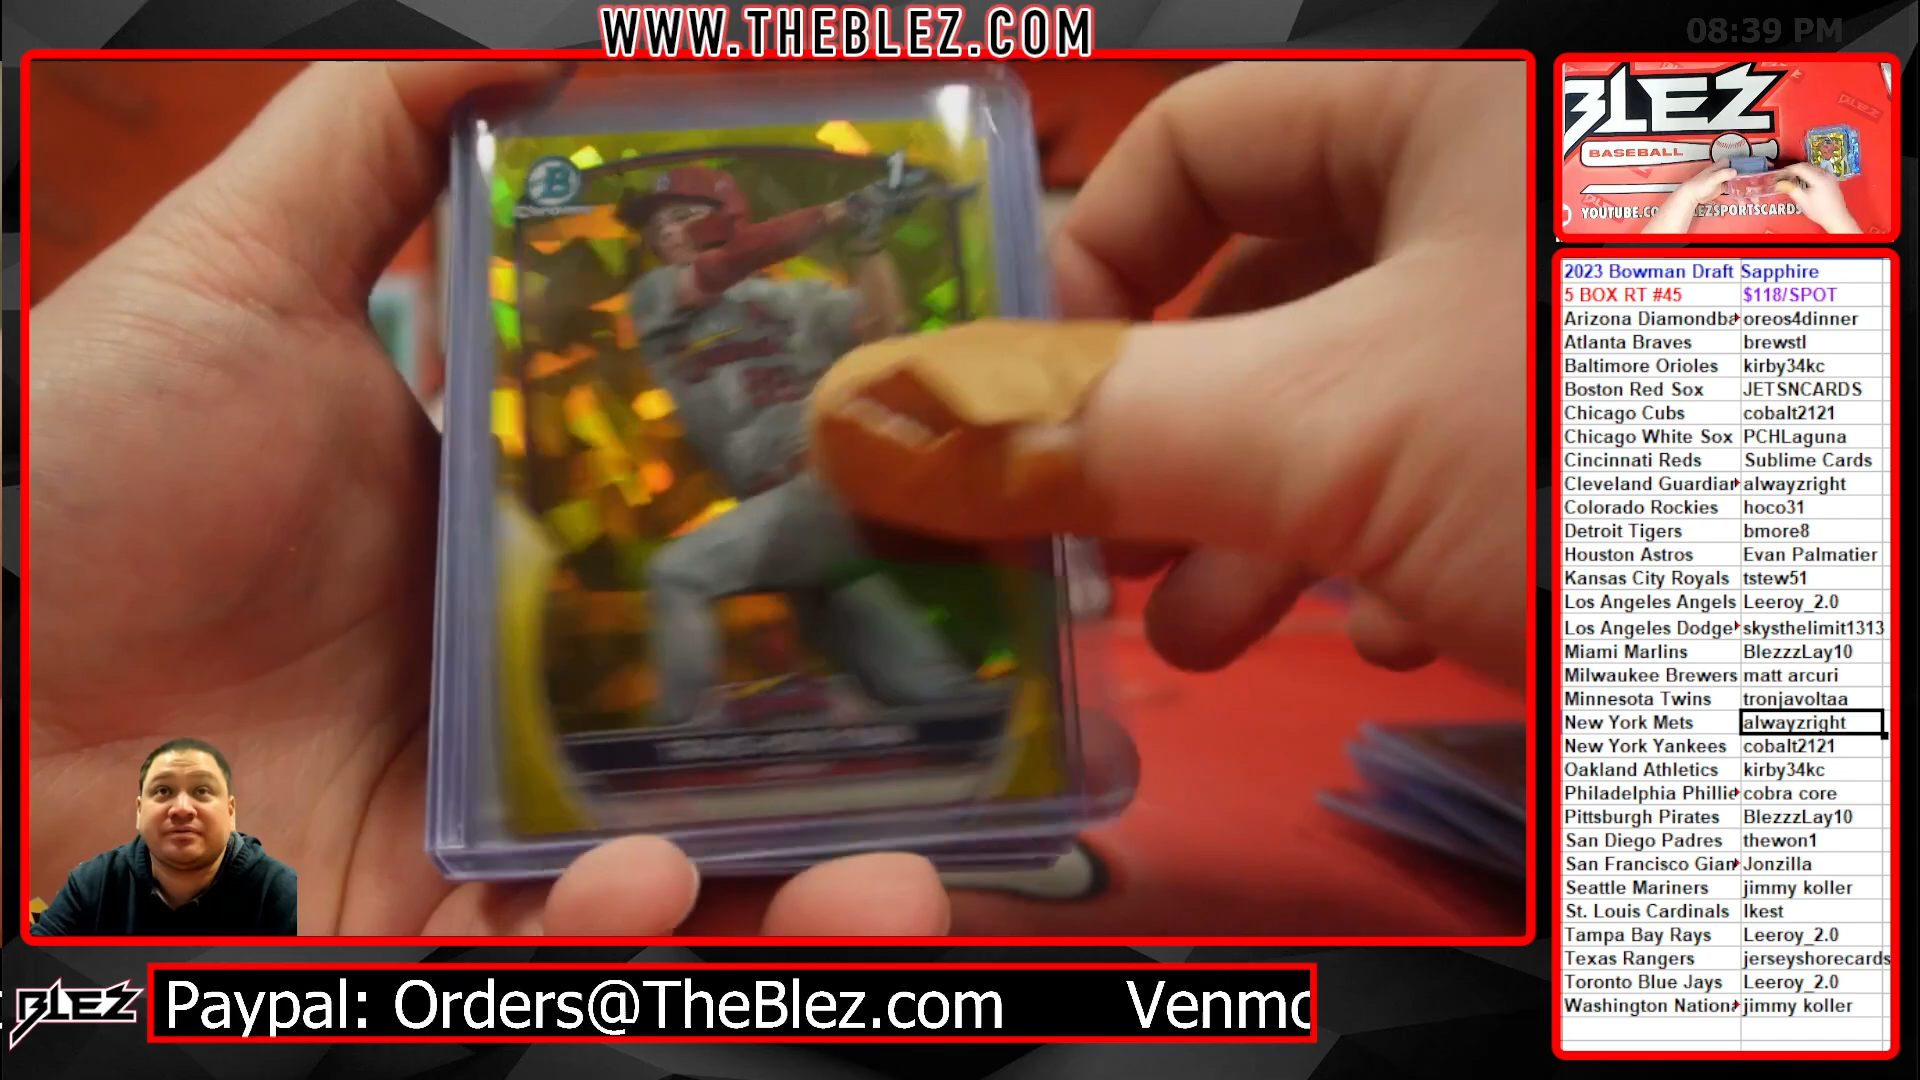 WWW.THEBLEZ.COM
08:39 PM
BLEZ
BASEBALL
2023 Bowman Draft Sapphire
5 BOX RT #45 $118/SPOT
Arizona Diamondba oreos4dinner
Atlanta Braves brewstl
Baltimore Orioles kirby34kc
Boston Red Sox JETSNCARDS
Chicago Cubs cobalt2121
Chicago White Sox PCHLaguna
Cincinnati Reds Sublime Cards
Cleveland Guardian alwayzright
Colorado Rockies hoco31
Detroit Tigers bmore8
Houston Astros Evan Palmatier
Kansas City Royals tstew51
Los Angeles Angels Leeroy_2.0
Los Angeles Dodge skysthelimit1313
Miami Marlins BlezzzLay10
Milwaukee Brewers matt arcuri
Minnesota Twins tronjavoltaa
New York Mets alwayzright
New York Yankees cobalt2121
Oakland Athletics kirby34kc
Philadelphia Phillie cobra core
Pittsburgh Pirates BlezzzLay10
San Diego Padres thewon1
San Francisco Gian Jonzilla
Seattle Mariners jimmy koller
St. Louis Cardinals lkest
Tampa Bay Rays Leeroy_2.0
Texas Rangers jerseyshorecards
Toronto Blue Jays Leeroy_2.0
Washington Nationa jimmy koller
B
Chrome
1
BLEZ
Paypal: Orders@TheBlez.com Venmo